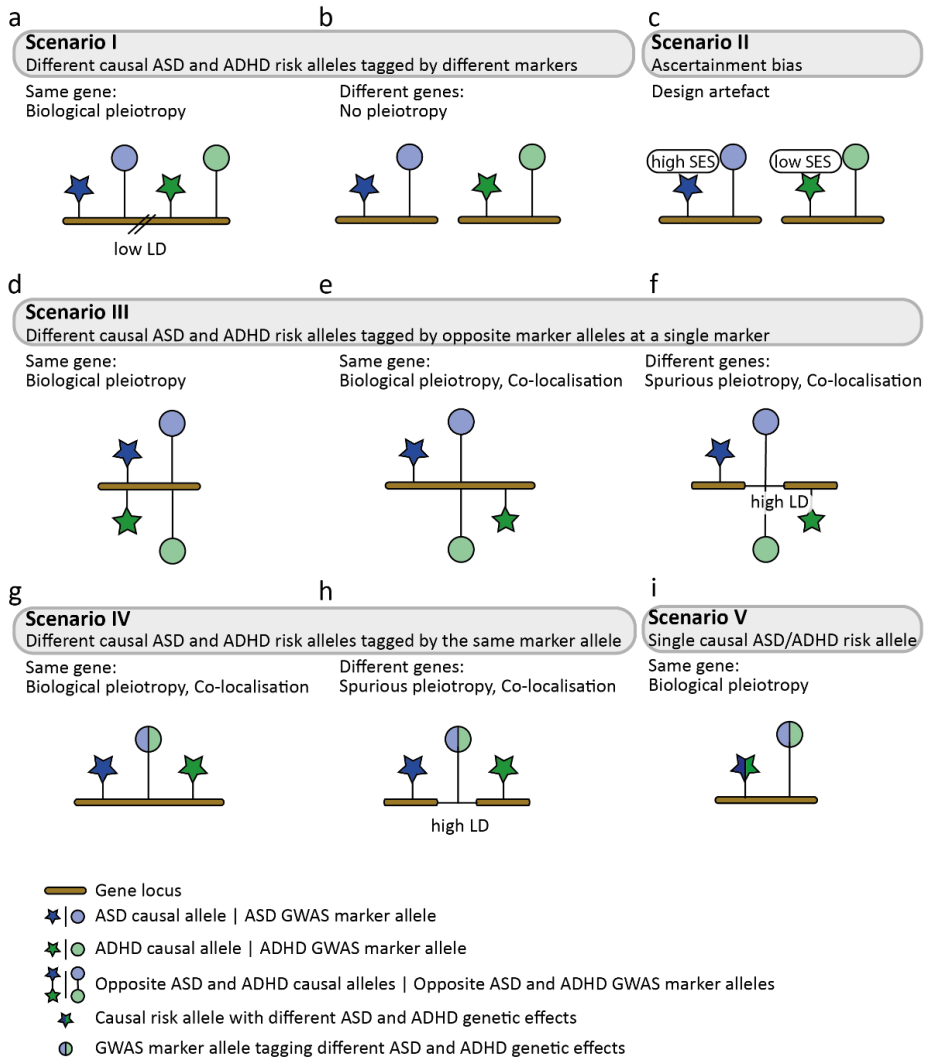 a
b
c
Scenario I
Different causal ASD and ADHD risk alleles tagged by different markers
Scenario II
Ascertainment bias
Same gene:
Biological pleiotropy
Different genes:
No pleiotropy
Design artefact
high SES
low SES
low LD
d
e
f
Scenario III
Different causal ASD and ADHD risk alleles tagged by opposite marker alleles at a single marker
Same gene:
Biological pleiotropy
Same gene:
Biological pleiotropy, Co-localisation
Different genes:
Spurious pleiotropy, Co-localisation
high LD
g
h
i
Scenario IV
Different causal ASD and ADHD risk alleles tagged by the same marker allele
Scenario V
Single causal ASD/ADHD risk allele
Same gene:
Biological pleiotropy, Co-localisation
Different genes:
Spurious pleiotropy, Co-localisation
Same gene:
Biological pleiotropy
high LD
Gene locus
ASD causal allele | ASD GWAS marker allele
ADHD causal allele | ADHD GWAS marker allele
Opposite ASD and ADHD causal alleles | Opposite ASD and ADHD GWAS marker alleles
Causal risk allele with different ASD and ADHD genetic effects
GWAS marker allele tagging different ASD and ADHD genetic effects